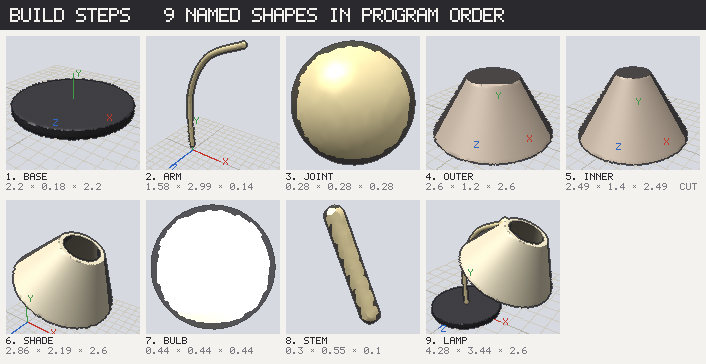 BUILD STEPS 9 NAMED SHAPES IN PROGRAM ORDER
Y
X
Z
1. BASE
2.2 × 0.18 × 2.2
Y
X
Z
2. ARM
1.58 × 2.99 × 0.14
3. JOINT
0.28 × 0.28 × 0.28
Y
Z
X
4. OUTER
2.6 × 1.2 × 2.6
Y
Z
X
5. INNER
2.49 × 1.4 × 2.49 CUT
Y
6. SHADE
2.86 × 2.19 × 2.6
7. BULB
0.44 × 0.44 × 0.44
8. STEM
0.3 × 0.55 × 0.1
Y
Z
X
9. LAMP
4.28 × 3.44 × 2.6